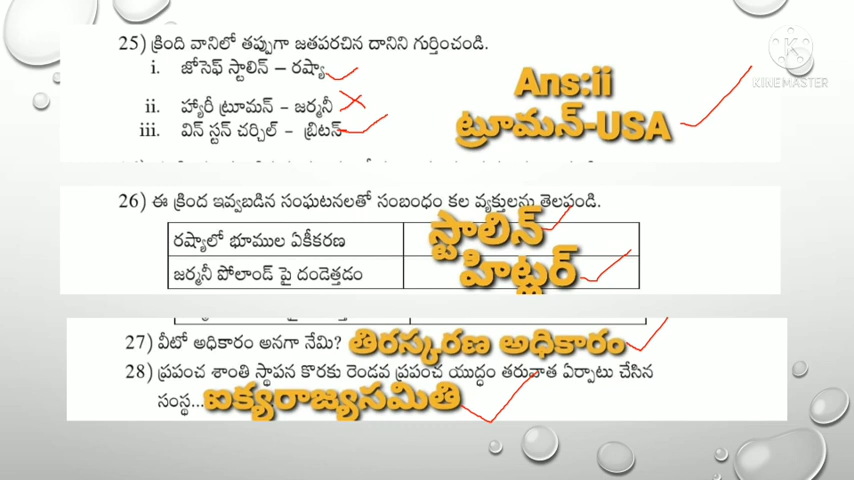 25) క్రింది వానిలో తప్పుగా జతపరచిన దానిని గుర్తించండి.
i. జోసెఫ్ స్టాలిన్ – రష్యా
ii. హ్యారీ ట్రూమన్ – జర్మనీ
iii. విన్ స్టన్ చర్చిల్ – బ్రిటన్
Ans:ii
ట్రూమన్-USA
KINEMASTER
26) ఈ క్రింద ఇవ్వబడిన సంఘటనలతో సంబంధం కల వ్యక్తులను తెలపండి.
రష్యాలో భూముల ఏకీకరణ స్టాలిన్
జర్మనీ పోలాండ్ పై దండెత్తడం హిట్లర్
27) వీటో అధికారం అనగా నేమి? తిరస్కరణ అధికారం
28) ప్రపంచ శాంతి స్థాపన కొరకు రెండవ ప్రపంచ యుద్ధం తరువాత ఏర్పాటు చేసిన
సంస్థ... ఐక్యరాజ్యసమితి